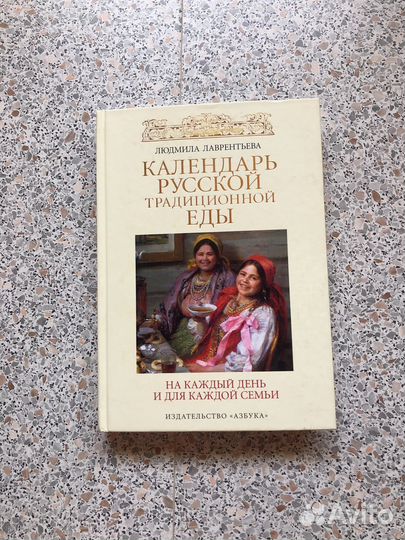 ЛЮДМИЛА ЛАВРЕНТЬЕВА
КАЛЕНДАРЬ
РУССКОЙ
ТРАДИЦИОННОЙ
ЕДЫ
НА КАЖДЫЙ ДЕНЬ
И ДЛЯ КАЖДОЙ СЕМЬИ
ИЗДАТЕЛЬСТВО «АЗБУКА»
Avito